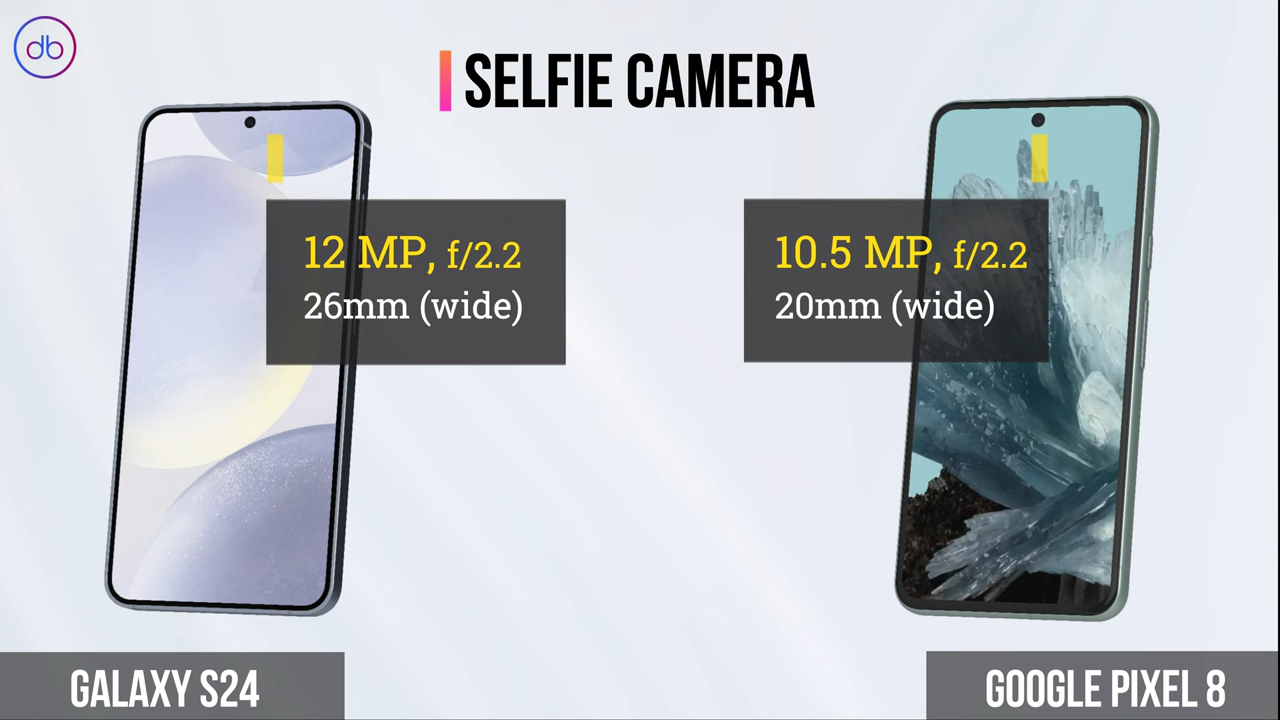 db
SELFIE CAMERA
12 MP, f/2.2
26mm (wide)
10.5 MP, f/2.2
20mm (wide)
GALAXY S24
GOOGLE PIXEL 8